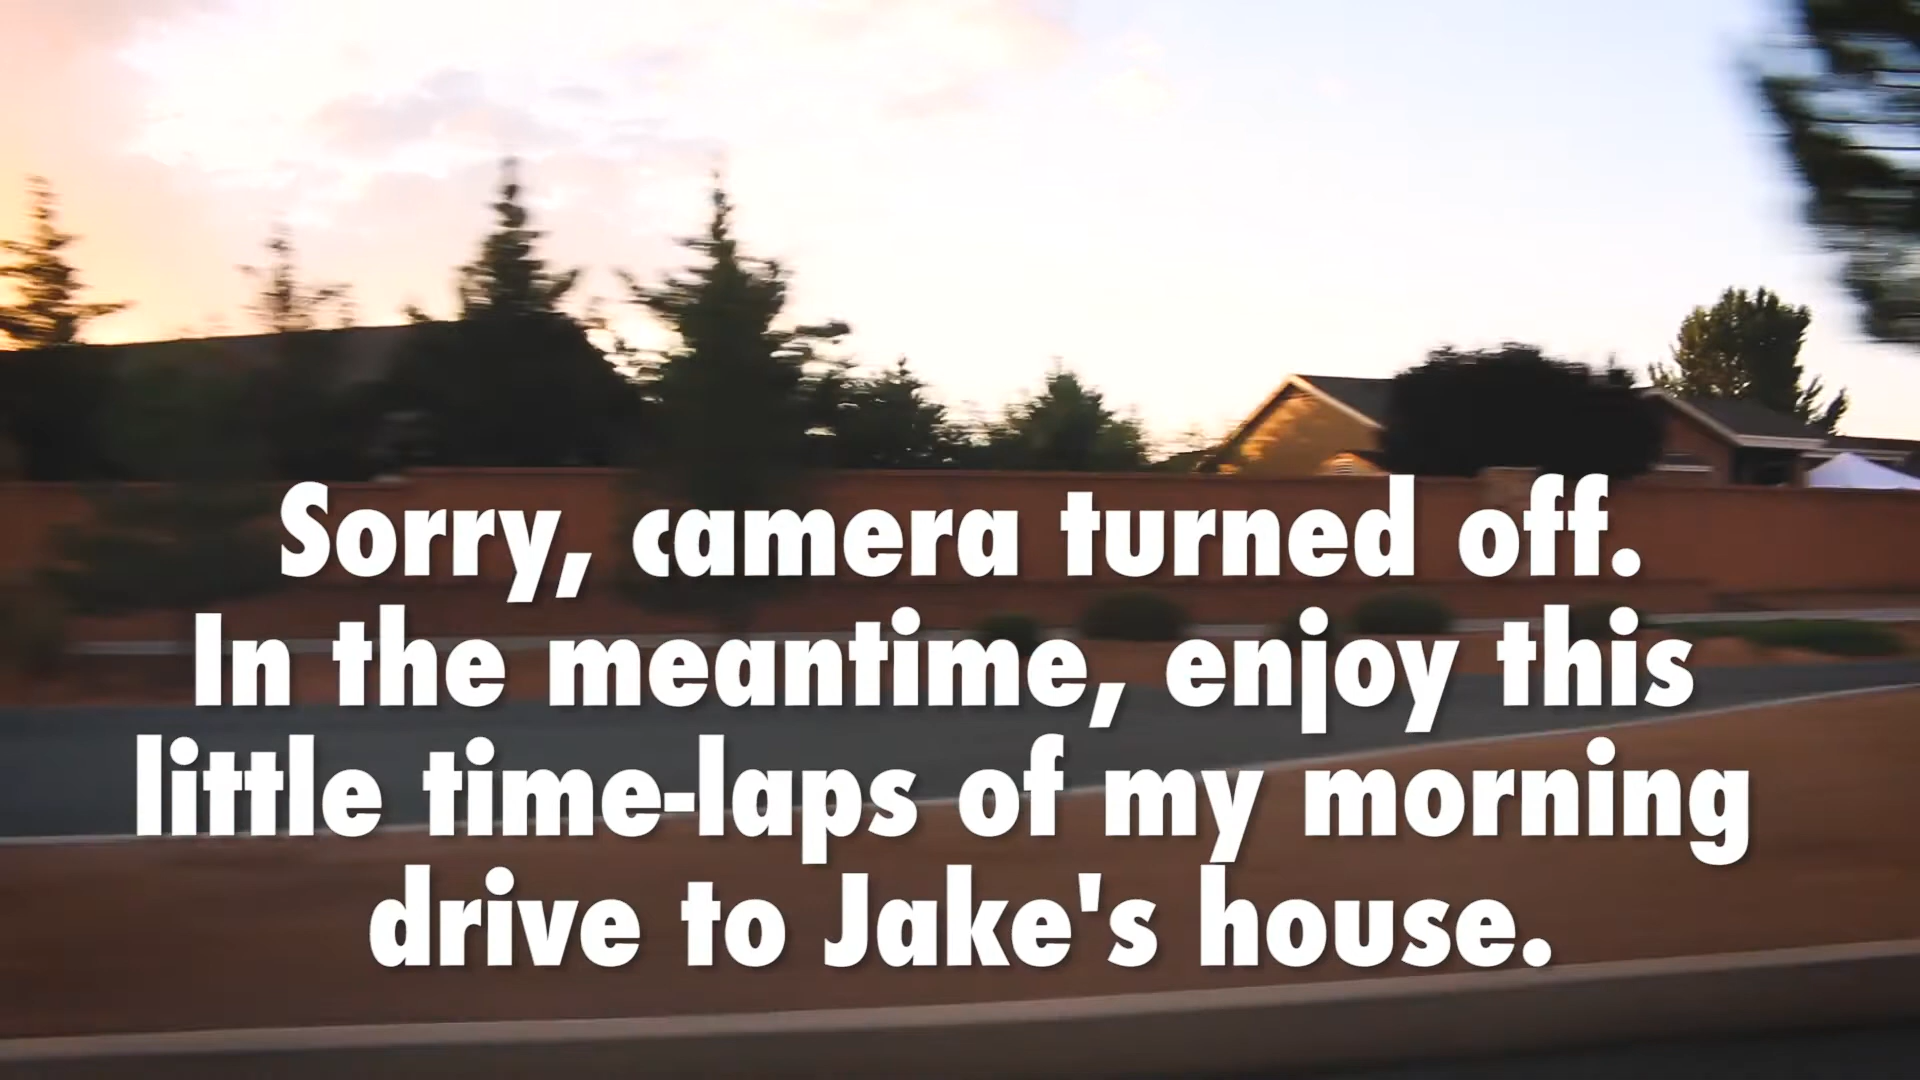 Sorry, camera turned off.
In the meantime, enjoy this
little time-laps of my morning
drive to Jake's house.